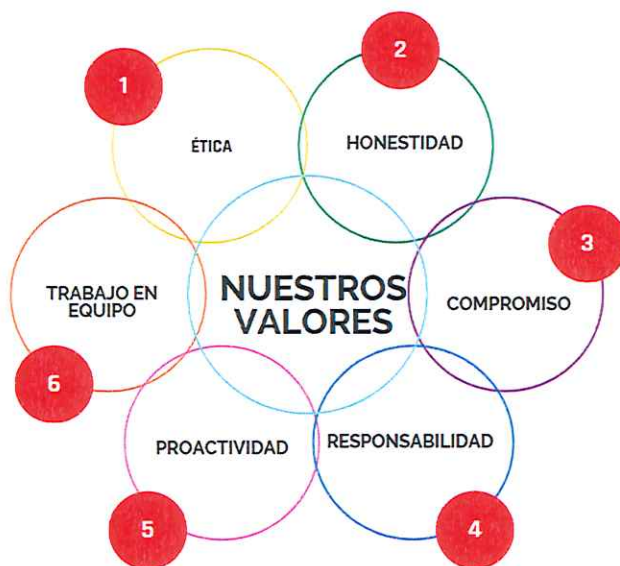 1
ÉTICA
2
HONESTIDAD
3
COMPROMISO
NUESTROS
VALORES
TRABAJO EN
EQUIPO
6
PROACTIVIDAD
5
RESPONSABILIDAD
4